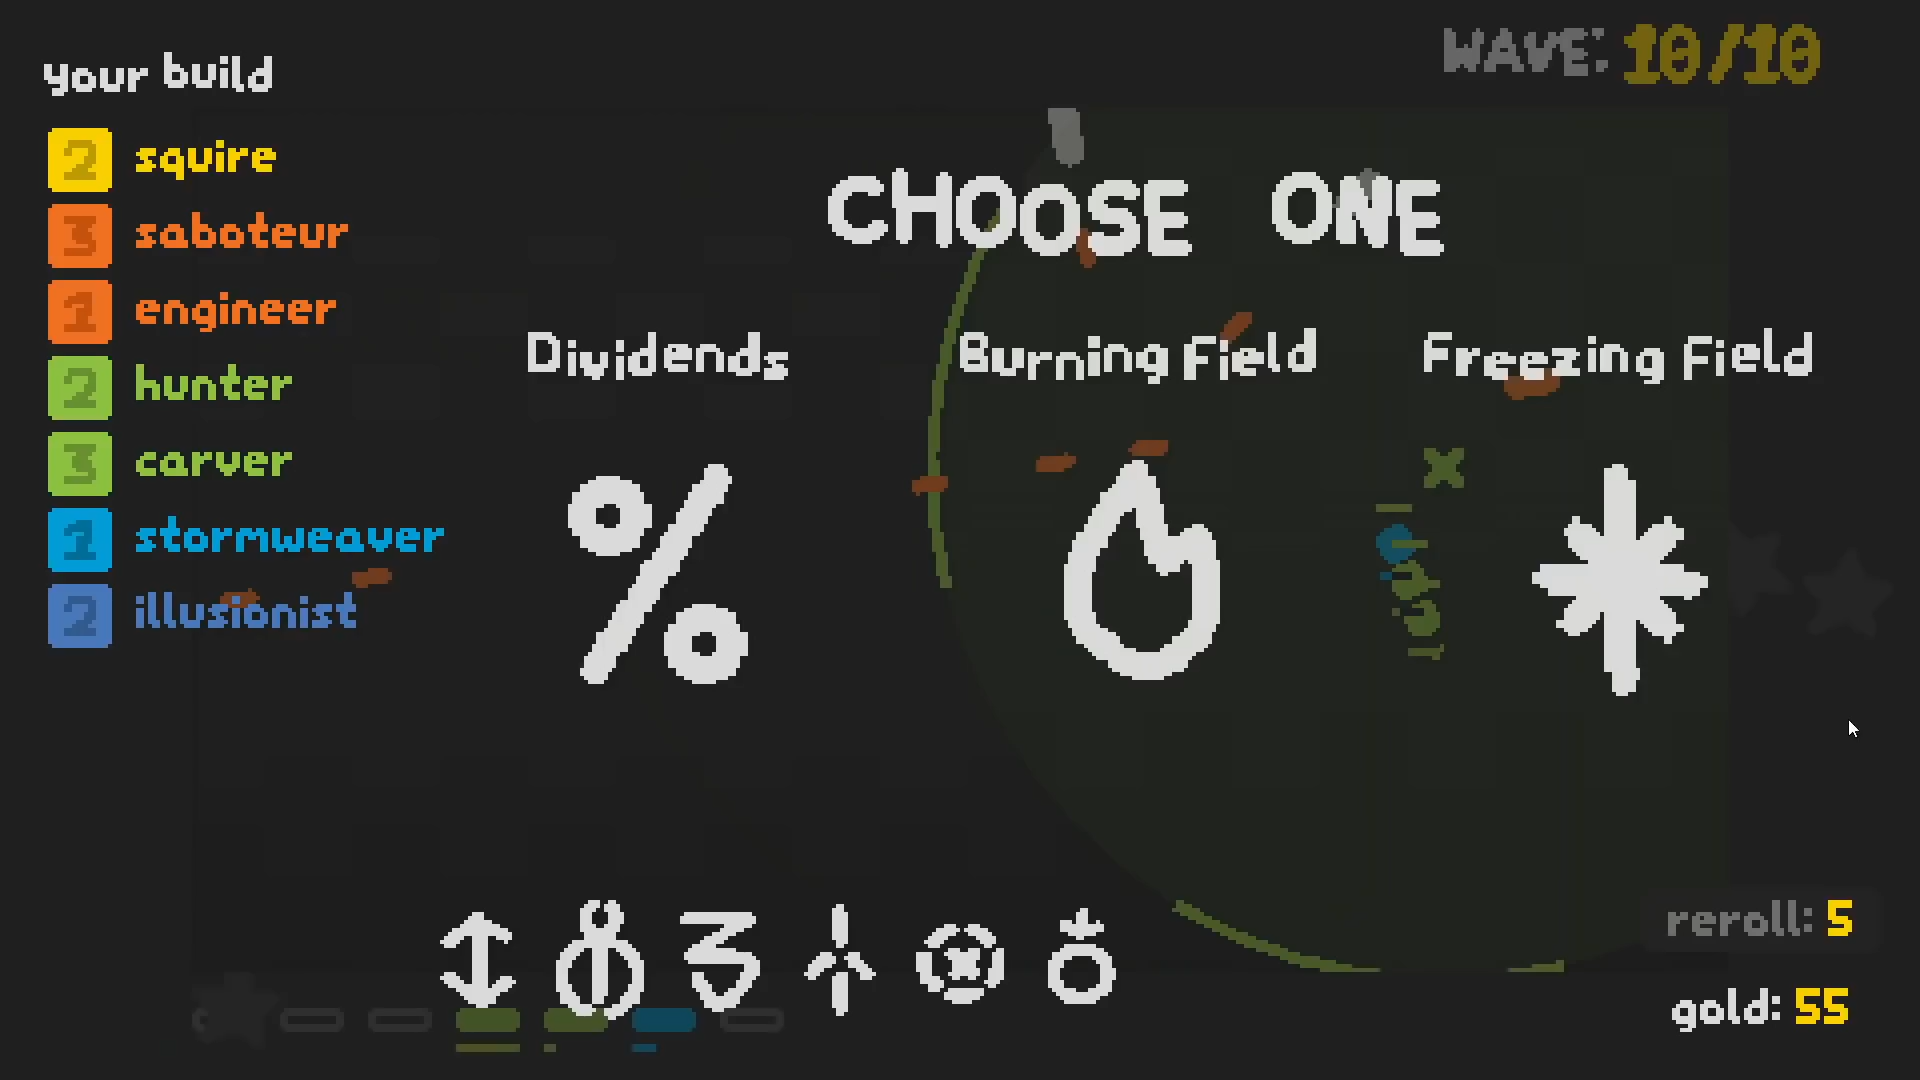 WAVE: 10/10
your build
2 squire
3 saboteur
1 engineer
2 hunter
3 carver
1 stormweaver
2 illusionist
CHOOSE ONE
Dividends
Burning Field
Freezing Field
reroll: 5
gold: 55